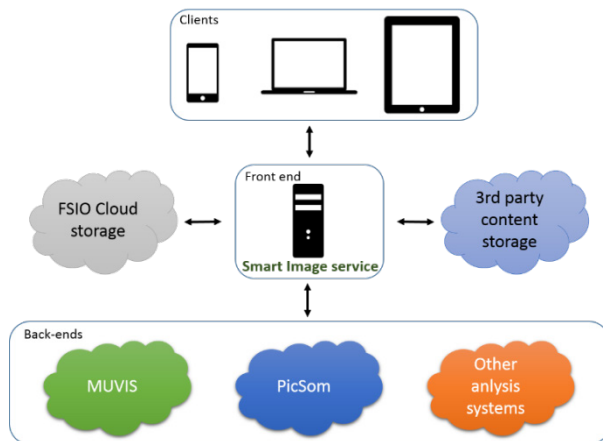 Clients
Front end
FSIO Cloud
storage
3rd party
content
storage
Smart Image service
Back-ends
MUVIS
PicSom
Other
anlysis
systems